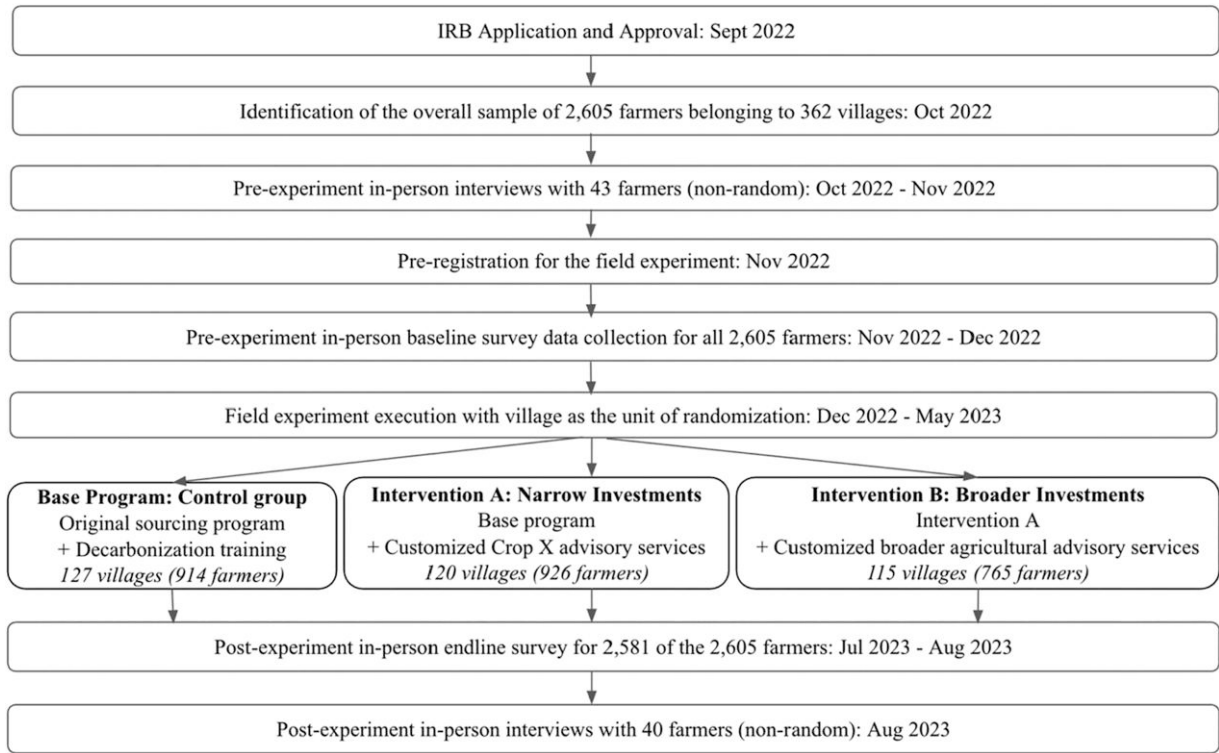 IRB Application and Approval: Sept 2022
Identification of the overall sample of 2,605 farmers belonging to 362 villages: Oct 2022
Pre-experiment in-person interviews with 43 farmers (non-random): Oct 2022 - Nov 2022
Pre-registration for the field experiment: Nov 2022
Pre-experiment in-person baseline survey data collection for all 2,605 farmers: Nov 2022 - Dec 2022
Field experiment execution with village as the unit of randomization: Dec 2022 - May 2023
Base Program: Control group
Original sourcing program
+ Decarbonization training
127 villages (914 farmers)
Intervention A: Narrow Investments
Base program
+ Customized Crop X advisory services
120 villages (926 farmers)
Intervention B: Broader Investments
Intervention A
+ Customized broader agricultural advisory services
115 villages (765 farmers)
Post-experiment in-person endline survey for 2,581 of the 2,605 farmers: Jul 2023 - Aug 2023
Post-experiment in-person interviews with 40 farmers (non-random): Aug 2023